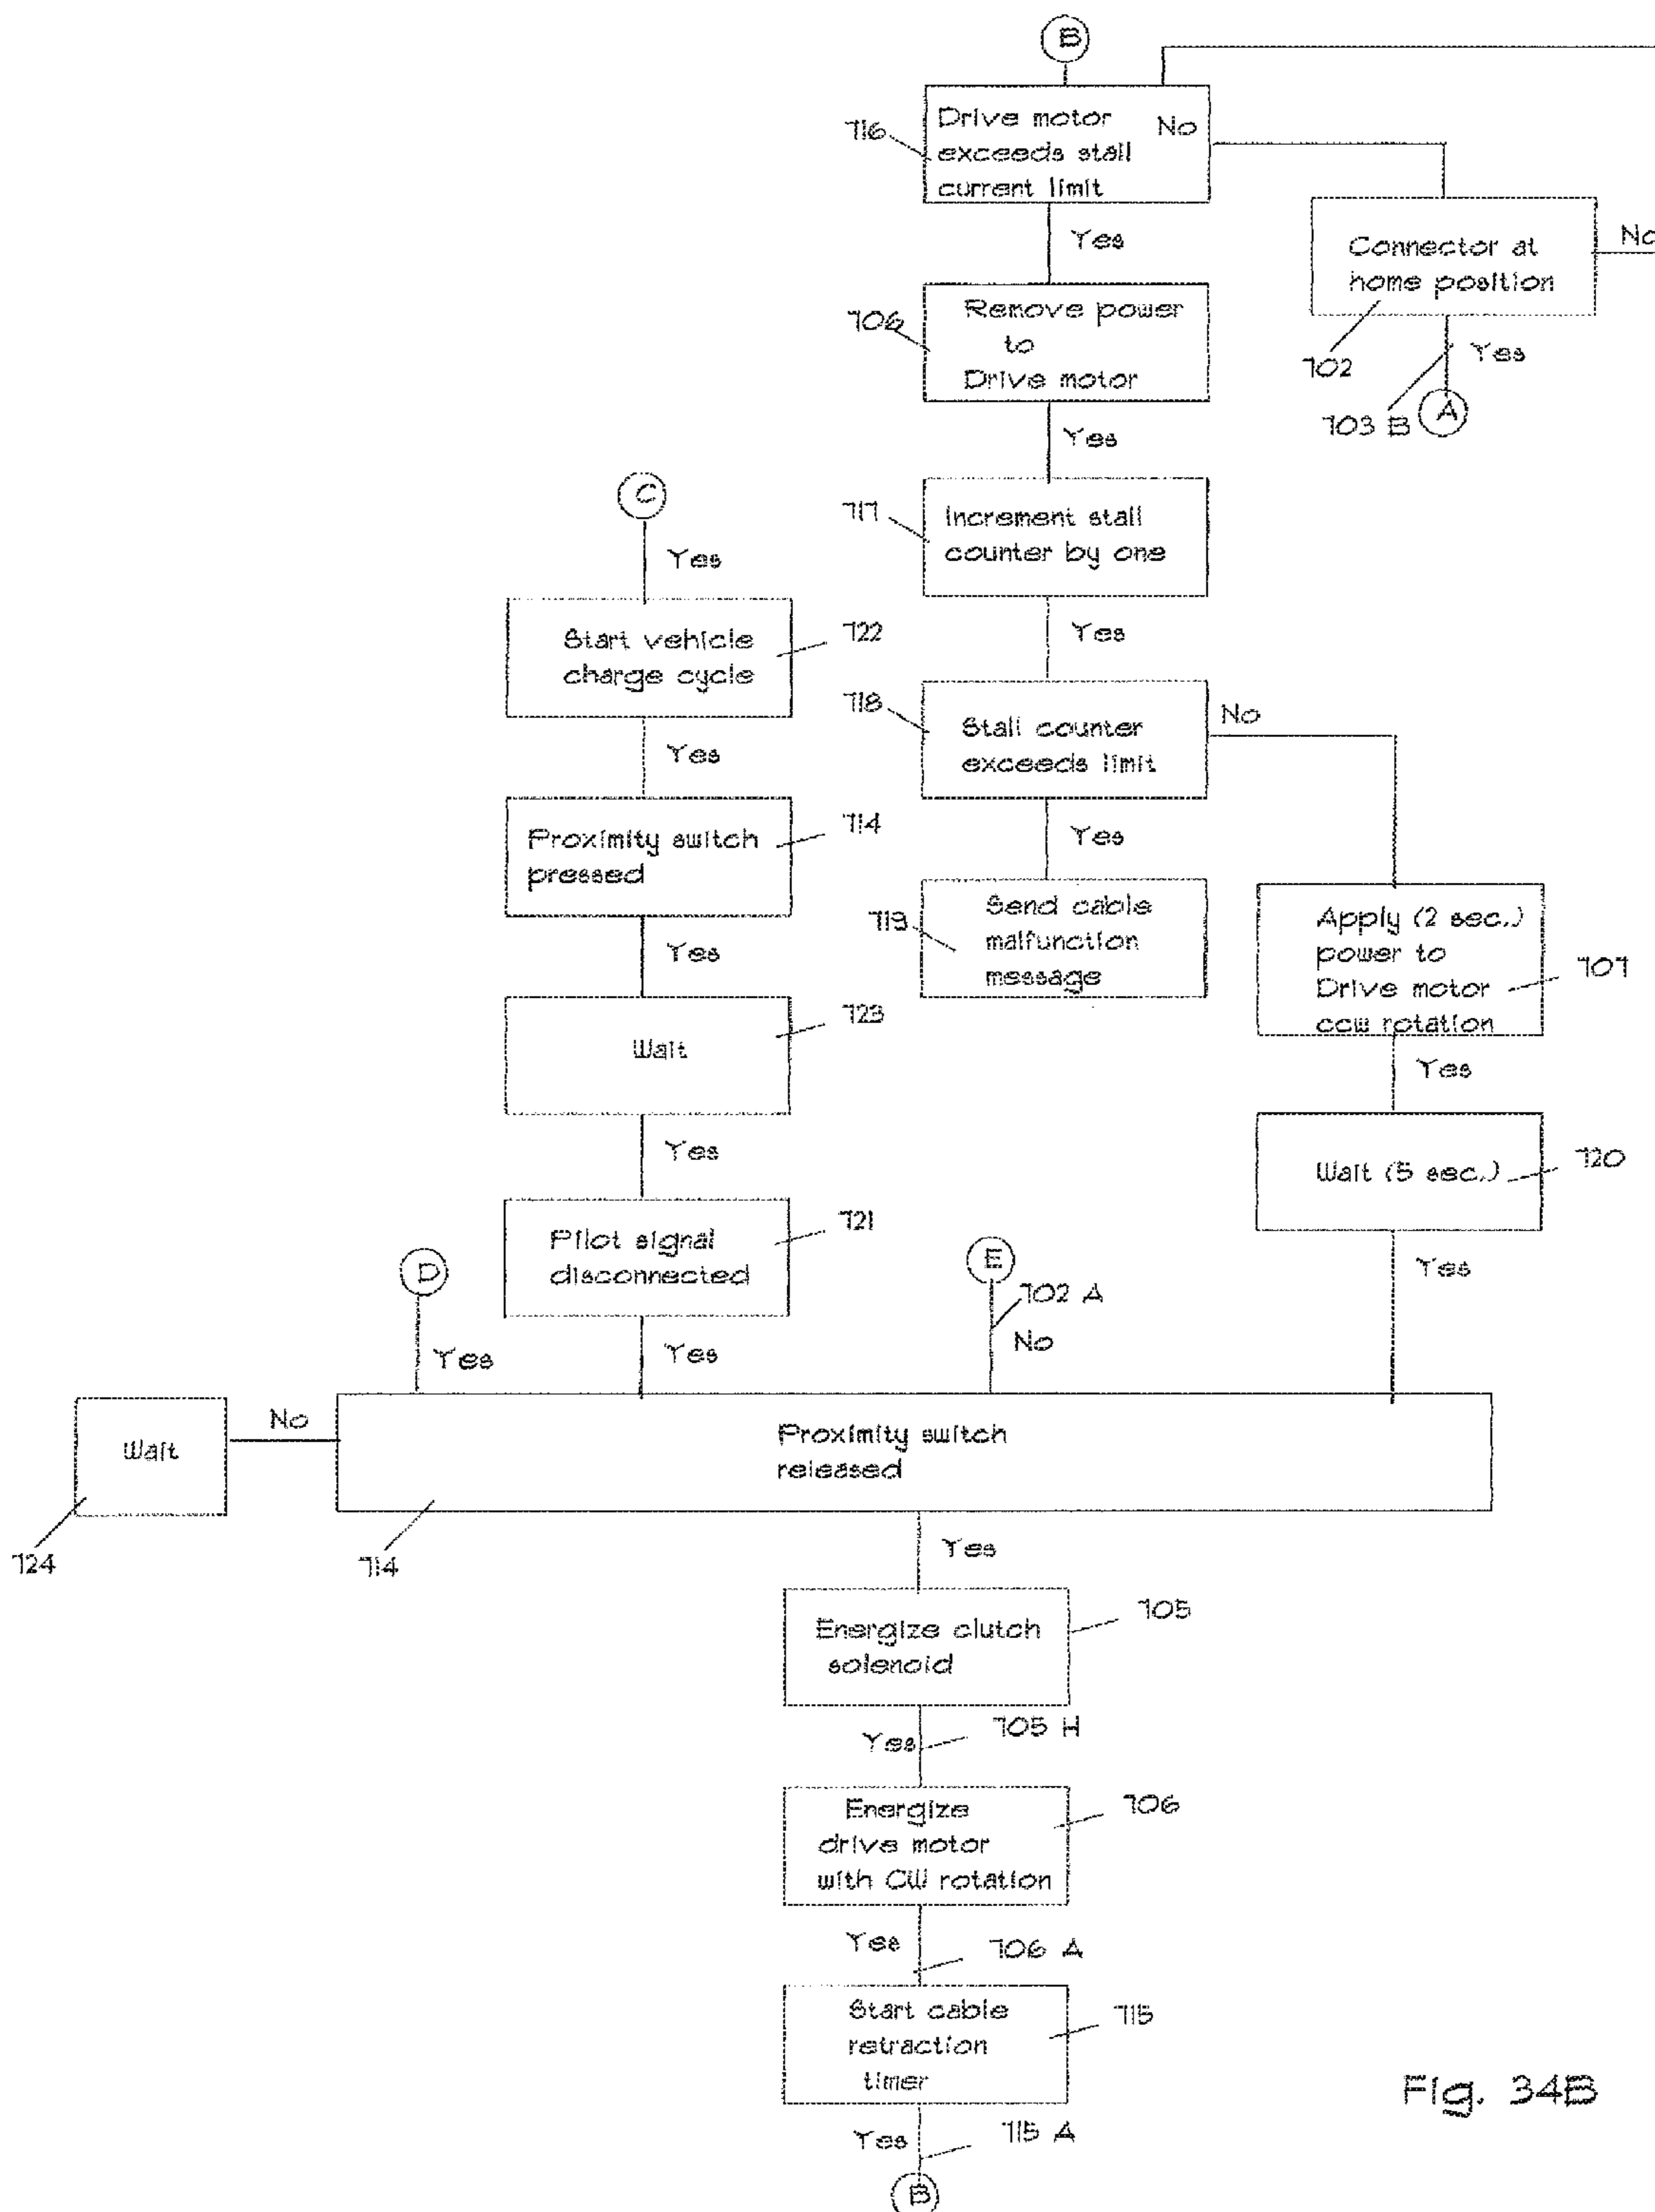 B
716
Drive motor
exceeds stall
current limit
No
Yes
Connector at
home position
No
702
Yes
703 B
A
706
Remove power
to
Drive motor
Yes
717
Increment stall
counter by one
Yes
718
Stall counter
exceeds limit
No
Yes
719
Send cable
malfunction
message
Apply (2 sec.)
power to
Drive motor
ccw rotation
707
Yes
Wait (5 sec.)
720
Yes
C
Yes
Start vehicle
charge cycle
722
Yes
Proximity switch
pressed
714
Yes
Wait
723
Yes
Pilot signal
disconnected
721
Yes
D
Yes
E
702 A
No
Wait
No
724
Proximity switch
released
714
Yes
Energize clutch
solenoid
705
Yes
705 H
Energize
drive motor
with CW rotation
706
Yes
706 A
Start cable
retraction
timer
715
Yes
715 A
B
Fig. 34B